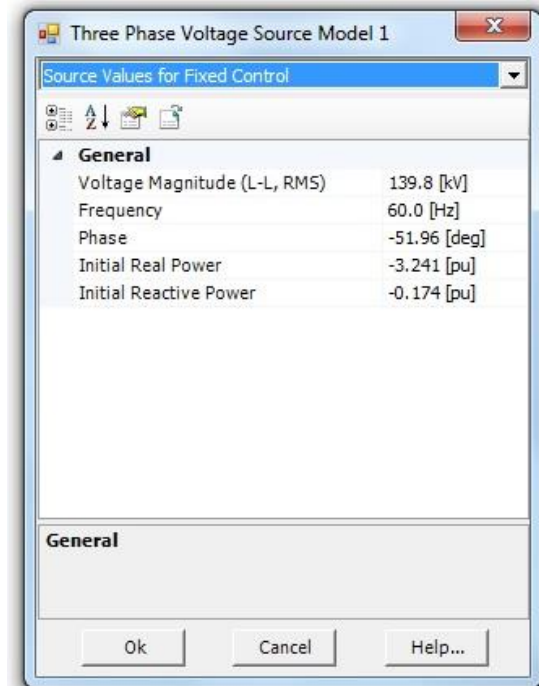 Three Phase Voltage Source Model 1
Source Values for Fixed Control
General
Voltage Magnitude (L-L, RMS) 139.8 [kV]
Frequency 60.0 [Hz]
Phase -51.96 [deg]
Initial Real Power -3.241 [pu]
Initial Reactive Power -0.174 [pu]
General
Ok Cancel Help...